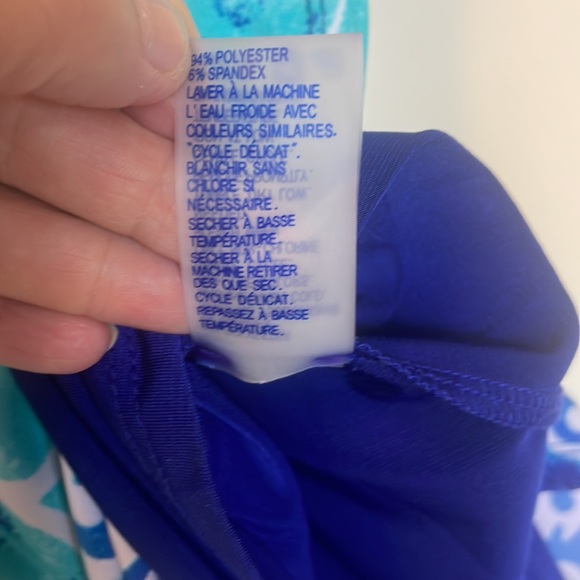 94% POLYESTER
6% SPANDEX
LAVER À LA MACHINE
L'EAU FROIDE AVEC
COULEURS SIMILAIRES.
"CYCLE DÉLICAT".
BLANCHIR SANS
CHLORE SI
NÉCESSAIRE.
SECHER À BASSE
TEMPÉRATURE.
SECHER À LA
MACHINE RETIRER
DES QUE SEC.
CYCLE DÉLICAT.
REPASSEZ À BASSE
TEMPÉRATURE.